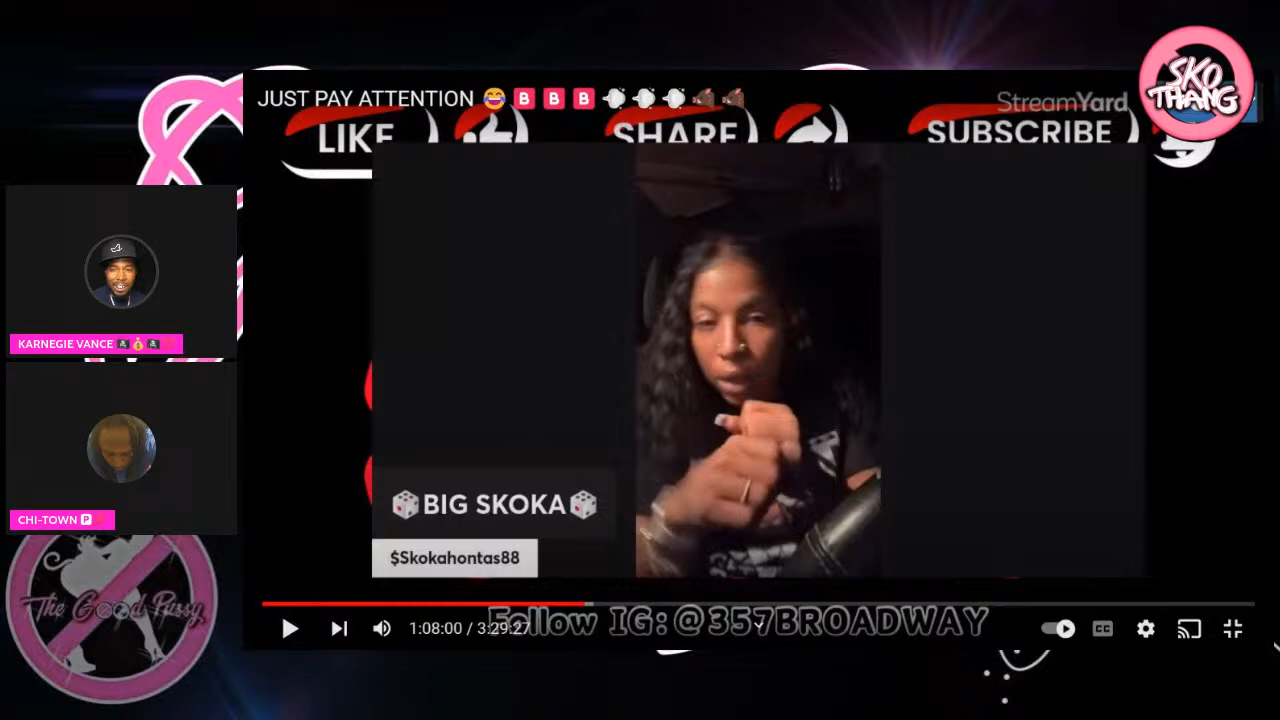 JUST PAY ATTENTION 😂 🅱️ 🅱️ 🅱️ 💨 💨 💨 🐗 🐗
StreamYard
LIKE
SHARE
SUBSCRIBE
SKO
THANG
KARNEGIE VANCE 🏴‍☠️💰🏴‍☠️
CHI-TOWN 🅿️
🎲BIG SKOKA🎲
$Skokahontas88
The Good Pussy
Follow IG:@357BROADWAY
1:08:00 / 3:29:27
CC